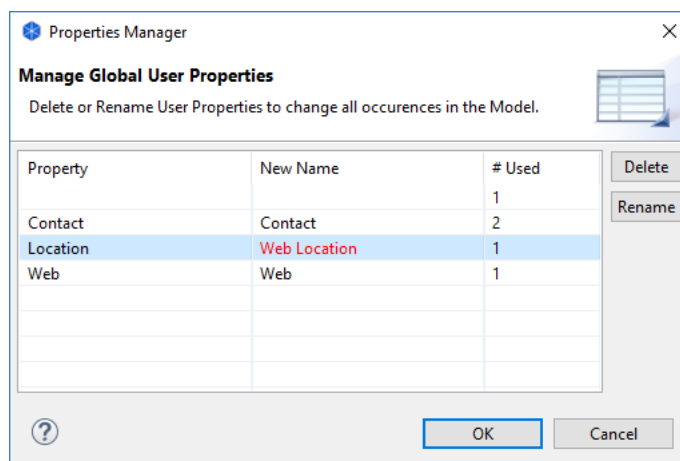 Properties Manager
Manage Global User Properties
Delete or Rename User Properties to change all occurences in the Model.
Property New Name # Used
1
Contact Contact 2
Location Web Location 1
Web Web 1
Delete
Rename
?
OK Cancel